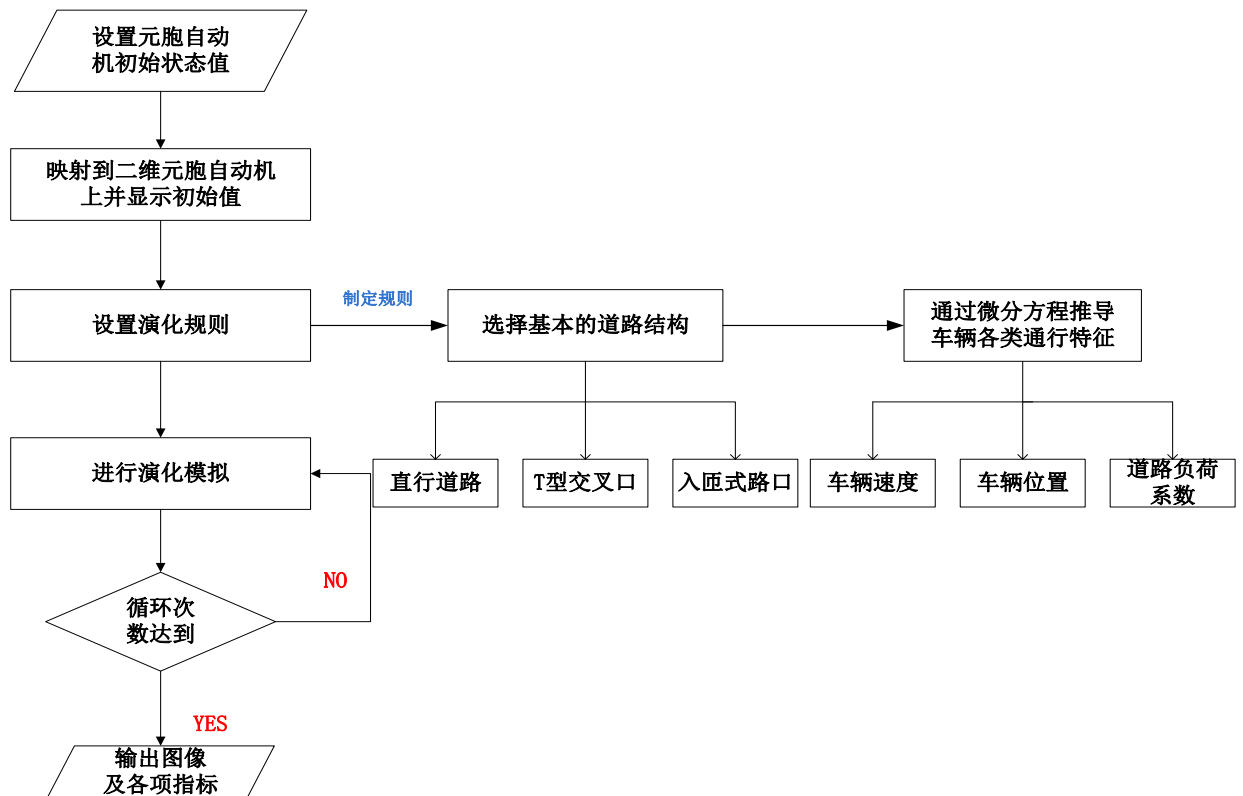 设置元胞自动
机初始状态值
映射到二维元胞自动机
上并显示初始值
设置演化规则
制定规则
选择基本的道路结构
通过微分方程推导
车辆各类通行特征
进行演化模拟
直行道路
T型交叉口
入匝式路口
车辆速度
车辆位置
道路负荷
系数
循环次
数达到
NO
YES
输出图像
及各项指标